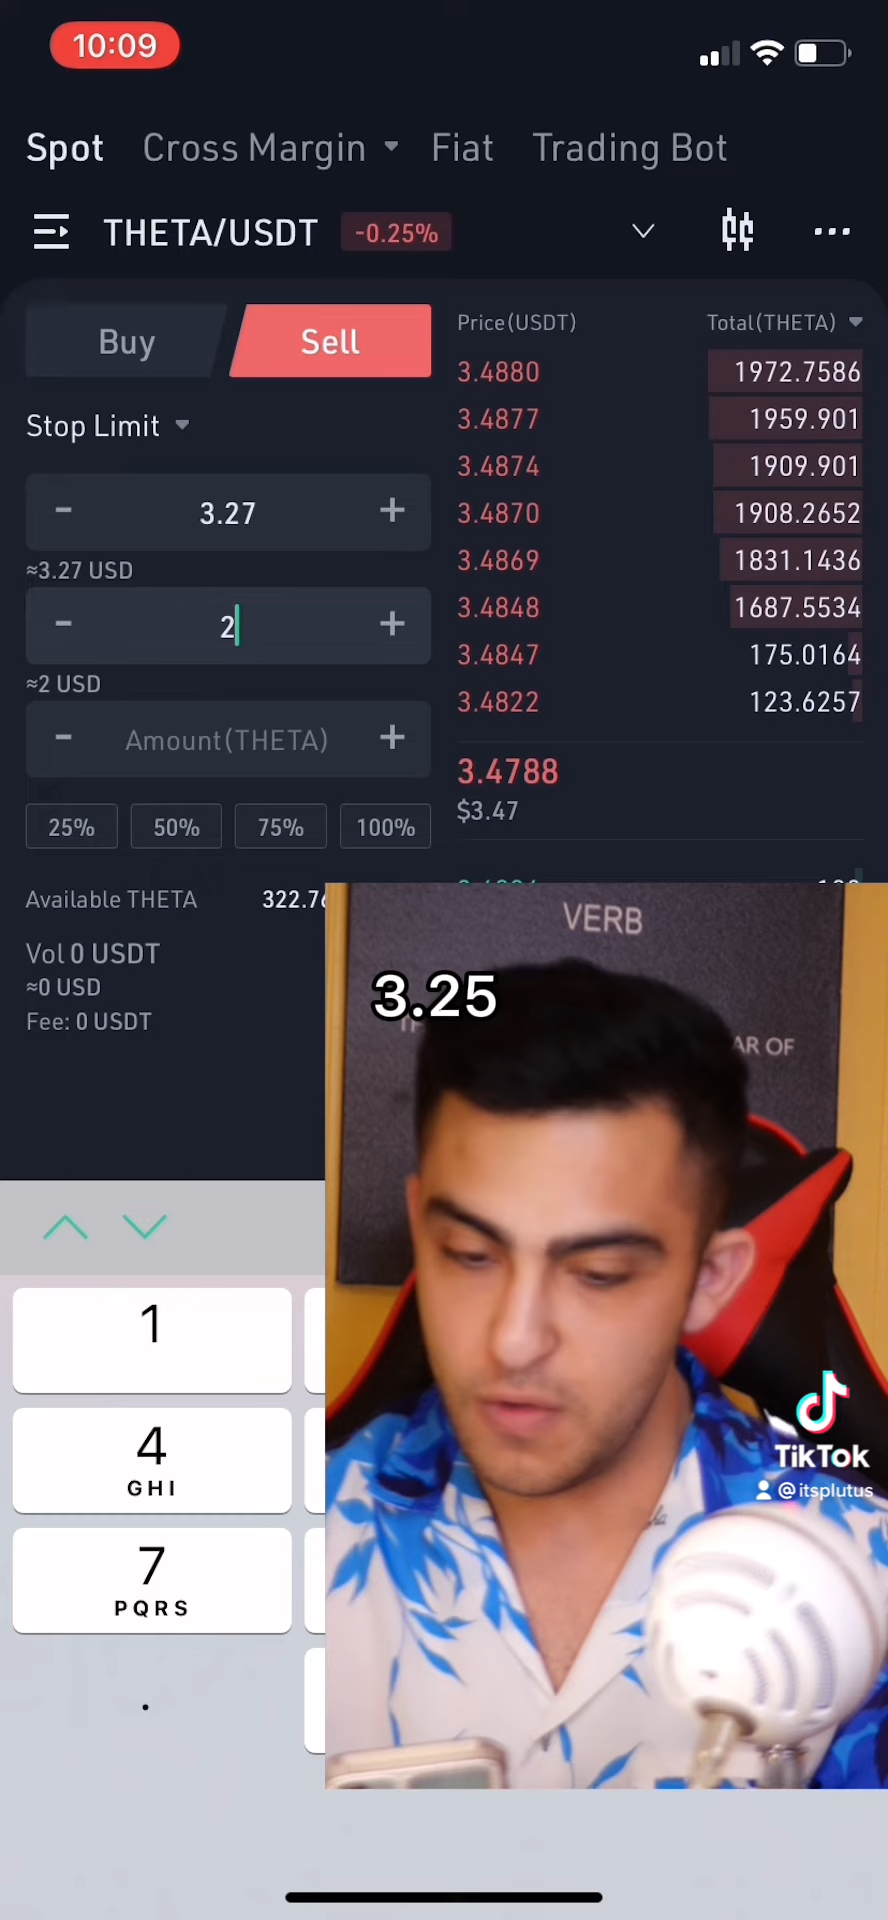 10:09
Spot Cross Margin Fiat Trading Bot
THETA/USDT -0.25%
Buy Sell
Stop Limit
- 3.27 +
≈3.27 USD
- 2 +
≈2 USD
- Amount(THETA) +
25% 50% 75% 100%
Available THETA 322.7
Vol 0 USDT
≈0 USD
Fee: 0 USDT
Price(USDT) Total(THETA)
3.4880 1972.7586
3.4877 1959.901
3.4874 1909.901
3.4870 1908.2652
3.4869 1831.1436
3.4848 1687.5534
3.4847 175.0164
3.4822 123.6257
3.4788
$3.47
VERB
3.25
AR OF
1
4
GHI
7
PQRS
.
TikTok
@itsplutus